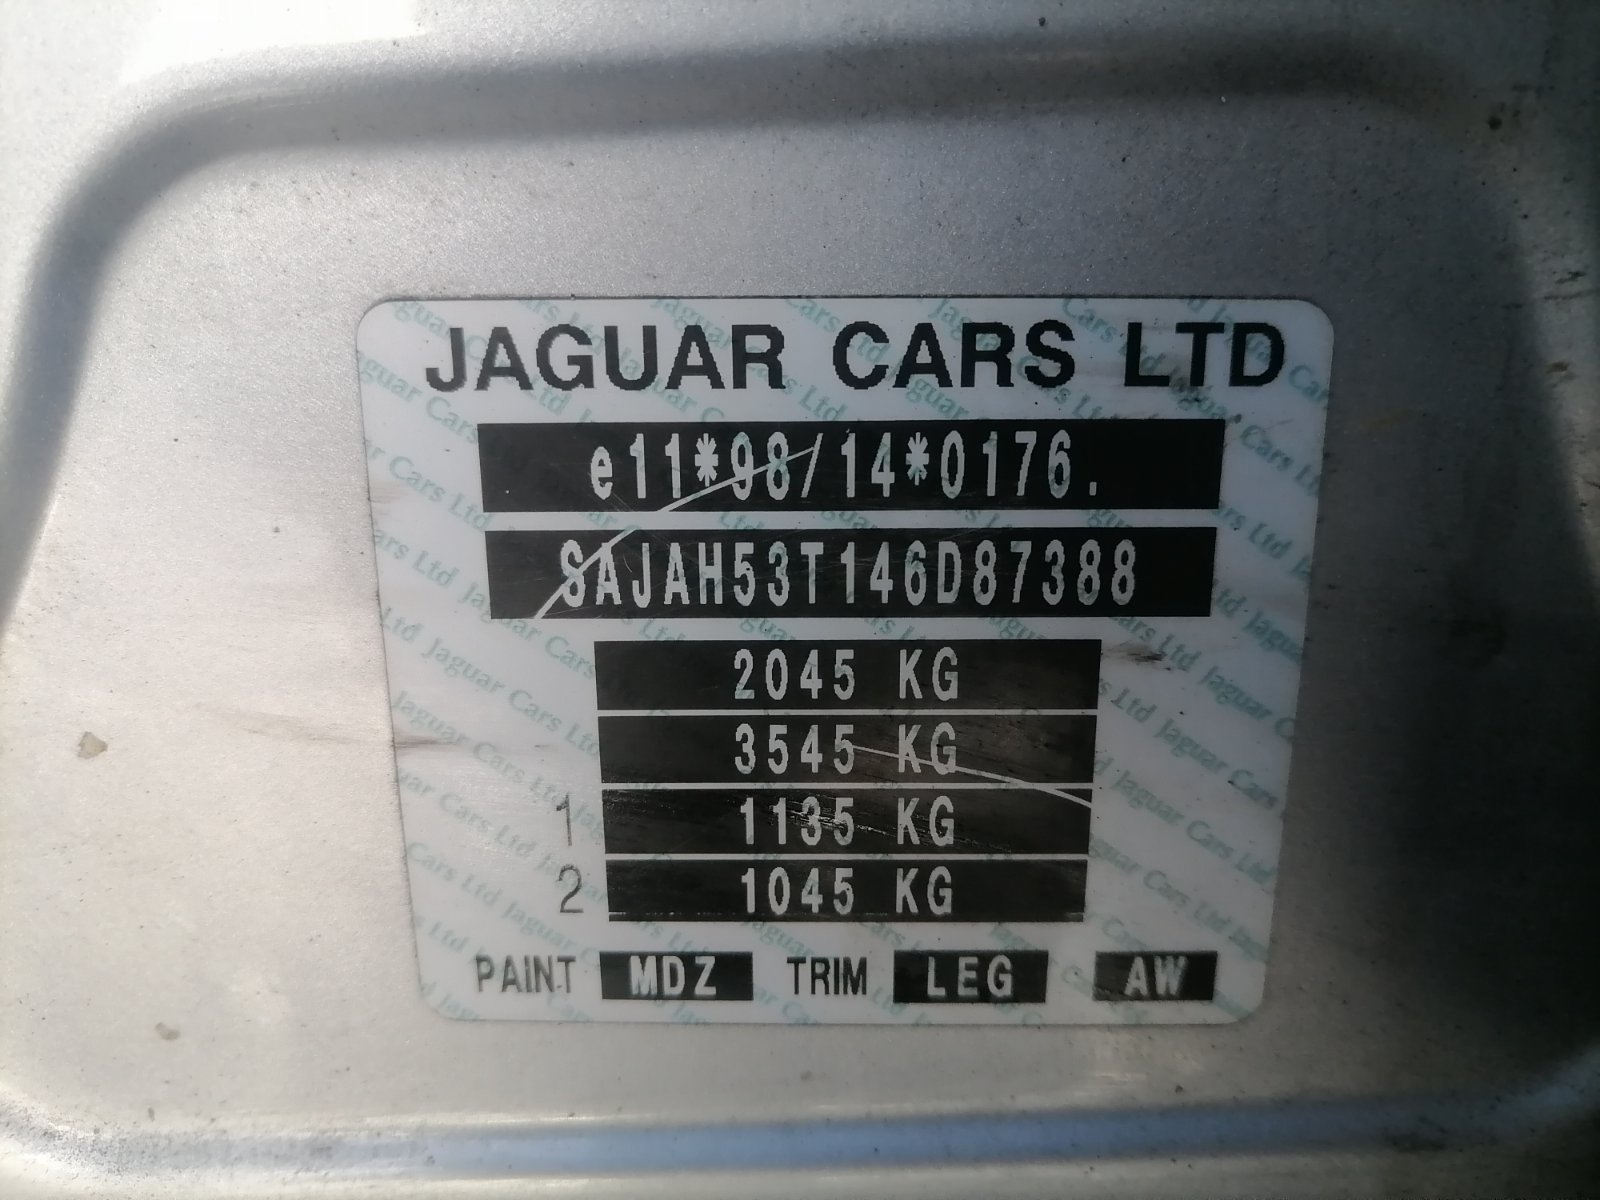 JAGUAR CARS LTD
e11*98/14*0176.
SAJAH53T146D87388
2045 KG
3545 KG
1 1135 KG
2 1045 KG
PAINT MDZ TRIM LEG AW